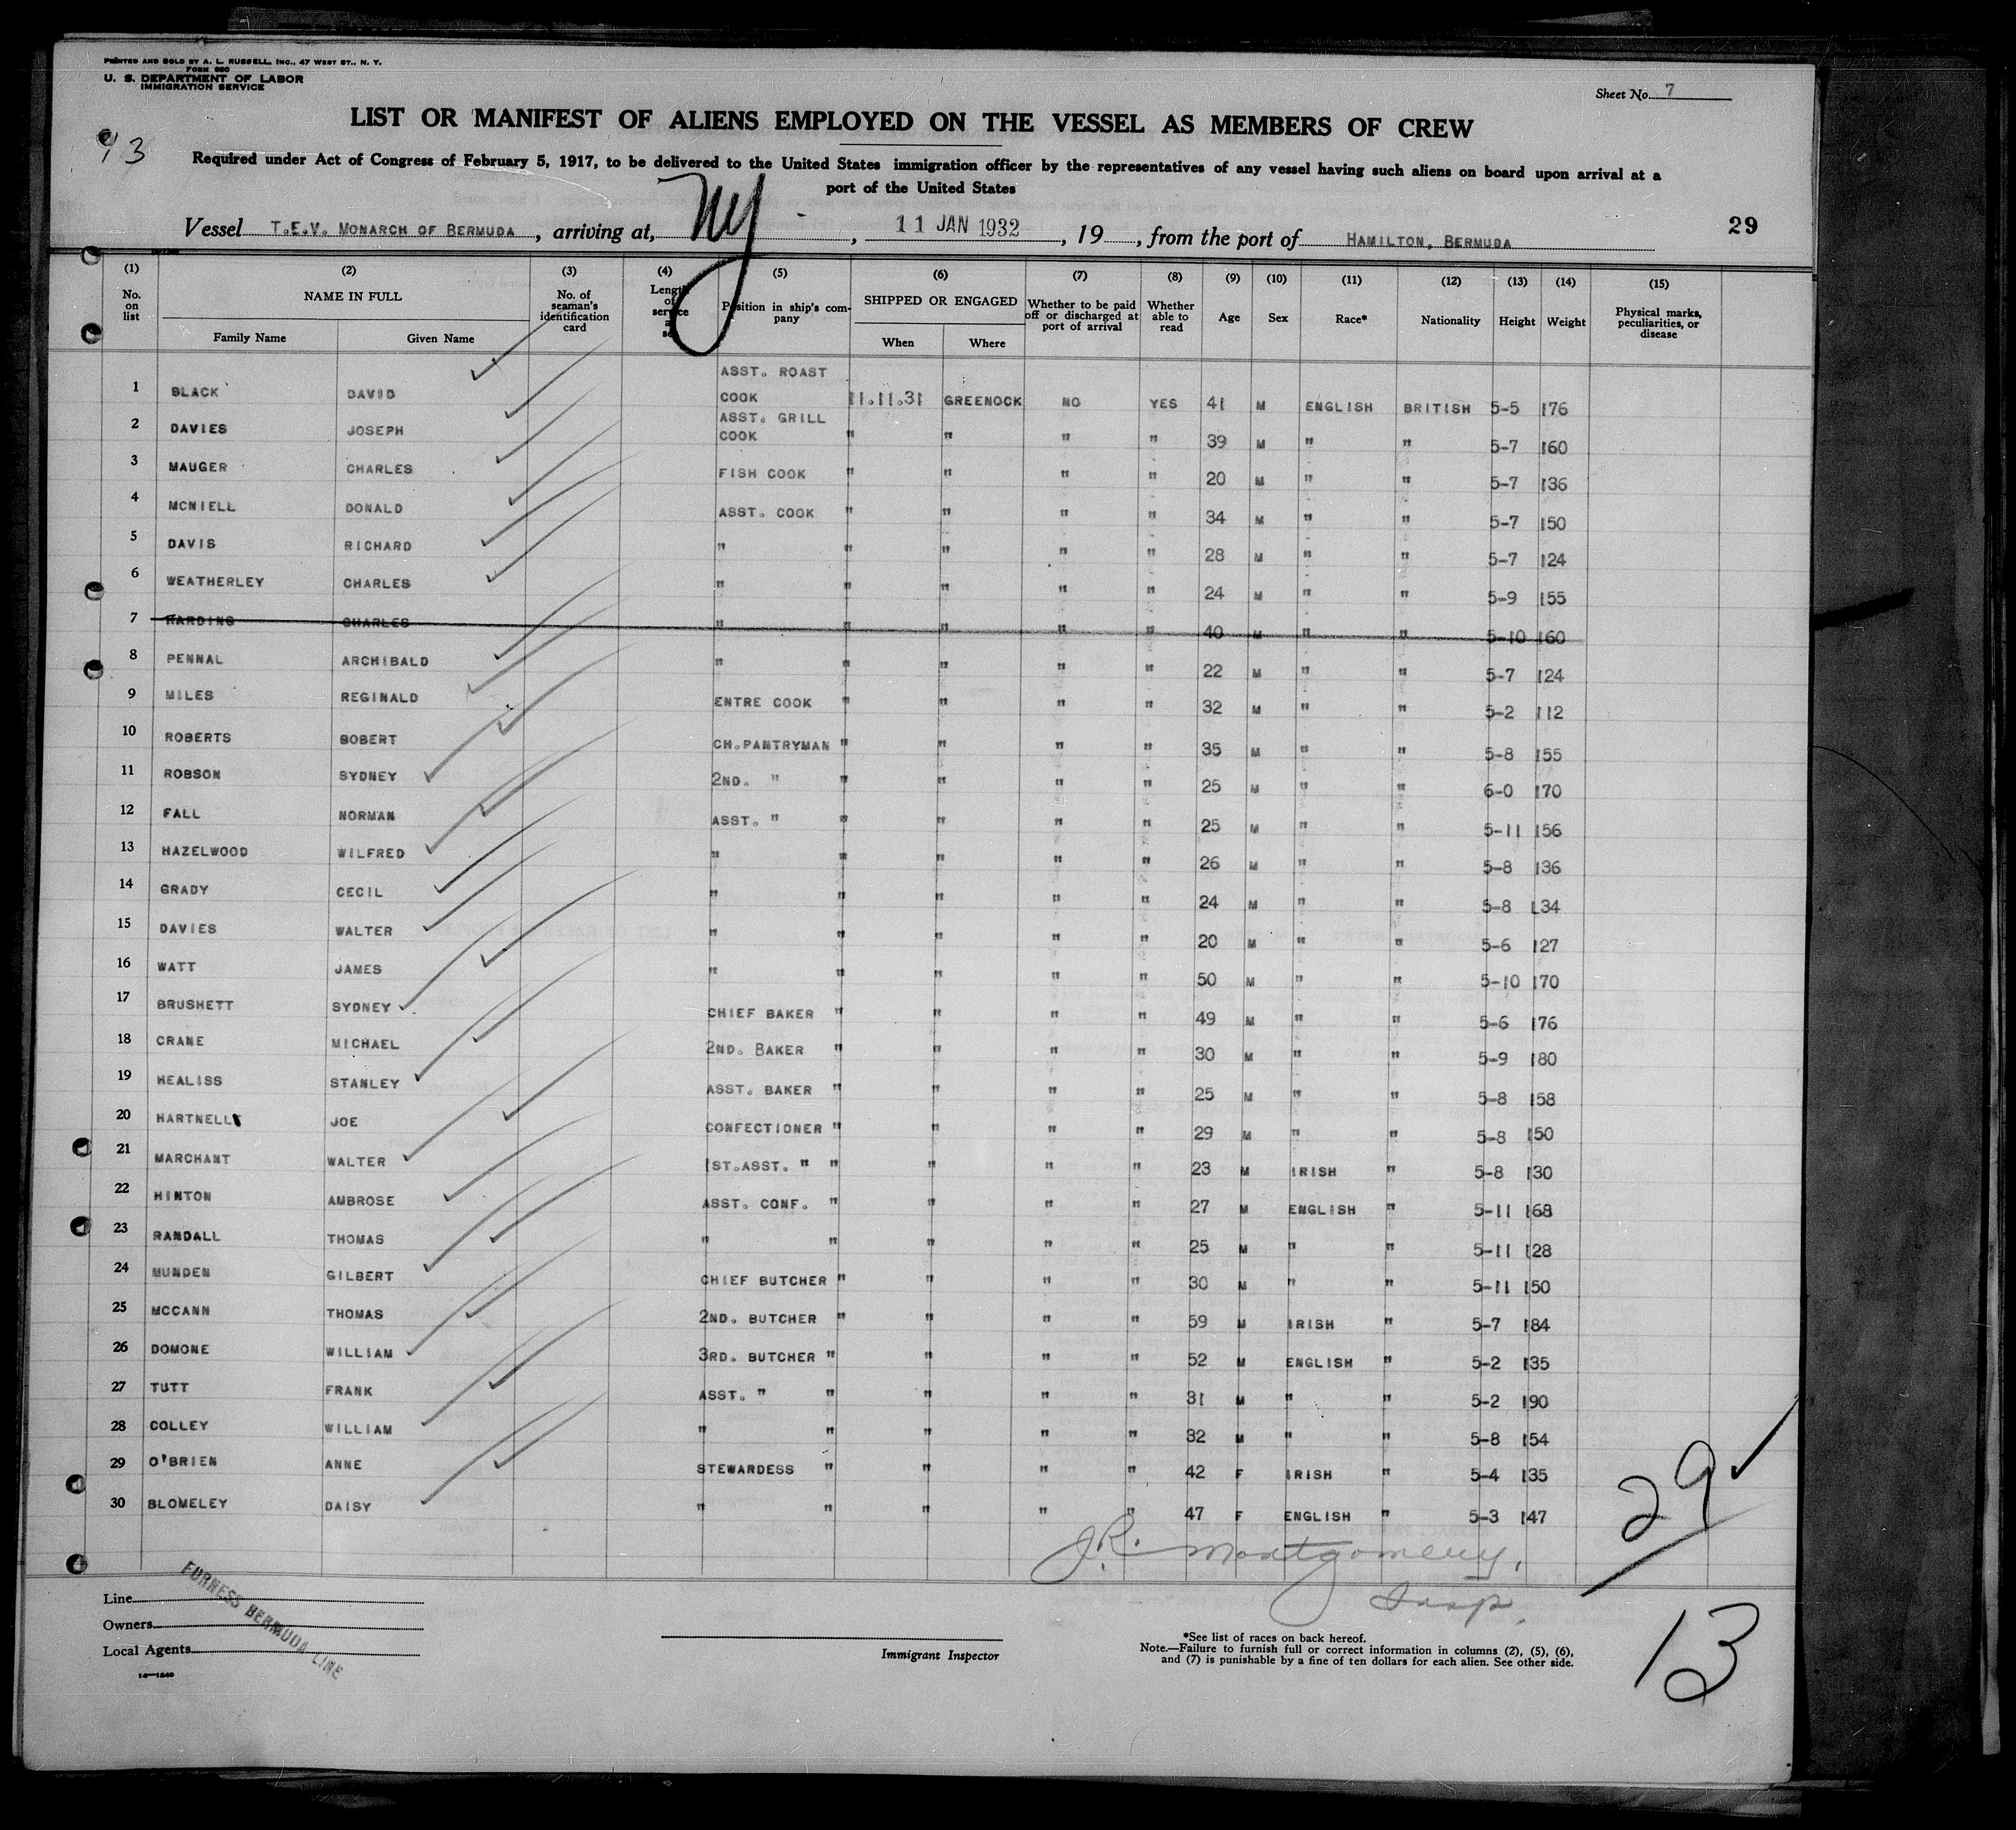 PRINTED AND SOLD BY A. L. RUSSELL, INC., 47 WEST ST., N. Y.
FORM 680
U. S. DEPARTMENT OF LABOR
IMMIGRATION SERVICE
Sheet No. 7
LIST OR MANIFEST OF ALIENS EMPLOYED ON THE VESSEL AS MEMBERS OF CREW
Required under Act of Congress of February 5, 1917, to be delivered to the United States immigration officer by the representatives of any vessel having such aliens on board upon arrival at a
port of the United States
Vessel T.E.V. MONARCH OF BERMUDA, arriving at, NY, 11 JAN 1932, 19, from the port of HAMILTON, BERMUDA 29
(1) (2) (3) (4) (5) (6) (7) (8) (9) (10) (11) (12) (13) (14) (15)
No. on list NAME IN FULL Family Name Given Name No. of seaman's identification card Length of service at sea Position in ship's company SHIPPED OR ENGAGED When Where Whether to be paid off or discharged at port of arrival Whether able to read Age Sex Race* Nationality Height Weight Physical marks, peculiarities, or disease
1 BLACK DAVID ASST. ROAST COOK 11.11.31 GREENOCK NO YES 41 M ENGLISH BRITISH 5-5 176
2 DAVIES JOSEPH ASST. GRILL COOK " " " " 39 M " " 5-7 160
3 MAUGER CHARLES FISH COOK " " " " 20 M " " 5-7 136
4 MCNIELL DONALD ASST. COOK " " " " 34 M " " 5-7 150
5 DAVIS RICHARD " " " " " 28 M " " 5-7 124
6 WEATHERLEY CHARLES " " " " " 24 M " " 5-9 155
7 HARDING CHARLES " " " " " 40 M " " 5-10 160
8 PENNAL ARCHIBALD " " " " " 22 M " " 5-7 124
9 MILES REGINALD ENTRE COOK " " " " 32 M " " 5-2 112
10 ROBERTS BOBERT CH.PANTRYMAN " " " " 35 M " " 5-8 155
11 ROBSON SYDNEY 2ND. " " " " " 25 M " " 6-0 170
12 FALL NORMAN ASST. " " " " " 25 M " " 5-11 156
13 HAZELWOOD WILFRED " " " " " 26 M " " 5-8 136
14 GRADY CECIL " " " " " 24 M " " 5-8 134
15 DAVIES WALTER " " " " " 20 M " " 5-6 127
16 WATT JAMES " " " " " 50 M " " 5-10 170
17 BRUSHETT SYDNEY CHIEF BAKER " " " " 49 M " " 5-6 176
18 CRANE MICHAEL 2ND. BAKER " " " " 30 M " " 5-9 180
19 HEALISS STANLEY ASST. BAKER " " " " 25 M " " 5-8 158
20 HARTNELL JOE CONFECTIONER " " " " 29 M " " 5-8 150
21 MARCHANT WALTER 1ST.ASST. " " " " " 23 M IRISH " 5-8 130
22 HINTON AMBROSE ASST. CONF. " " " " 27 M ENGLISH " 5-11 168
23 RANDALL THOMAS " " " " " 25 M " " 5-11 128
24 MUNDEN GILBERT CHIEF BUTCHER " " " " 30 M " " 5-11 150
25 MCCANN THOMAS 2ND. BUTCHER " " " " 59 M IRISH " 5-7 184
26 DOMONE WILLIAM 3RD. BUTCHER " " " " 52 M ENGLISH " 5-2 135
27 TUTT FRANK ASST. " " " " " 31 M " " 5-2 190
28 COLLEY WILLIAM " " " " " 32 M " " 5-8 154
29 O'BRIEN ANNE STEWARDESS " " " " 42 F IRISH " 5-4 135
30 BLOMELEY DAISY " " " " " 47 F ENGLISH " 5-3 147
29
J.R. Montgomery,
Insp.
13
Line
Owners
Local Agents
FURNESS BERMUDA LINE
14—1240
Immigrant Inspector
*See list of races on back hereof.
Note.—Failure to furnish full or correct information in columns (2), (5), (6),
and (7) is punishable by a fine of ten dollars for each alien. See other side.